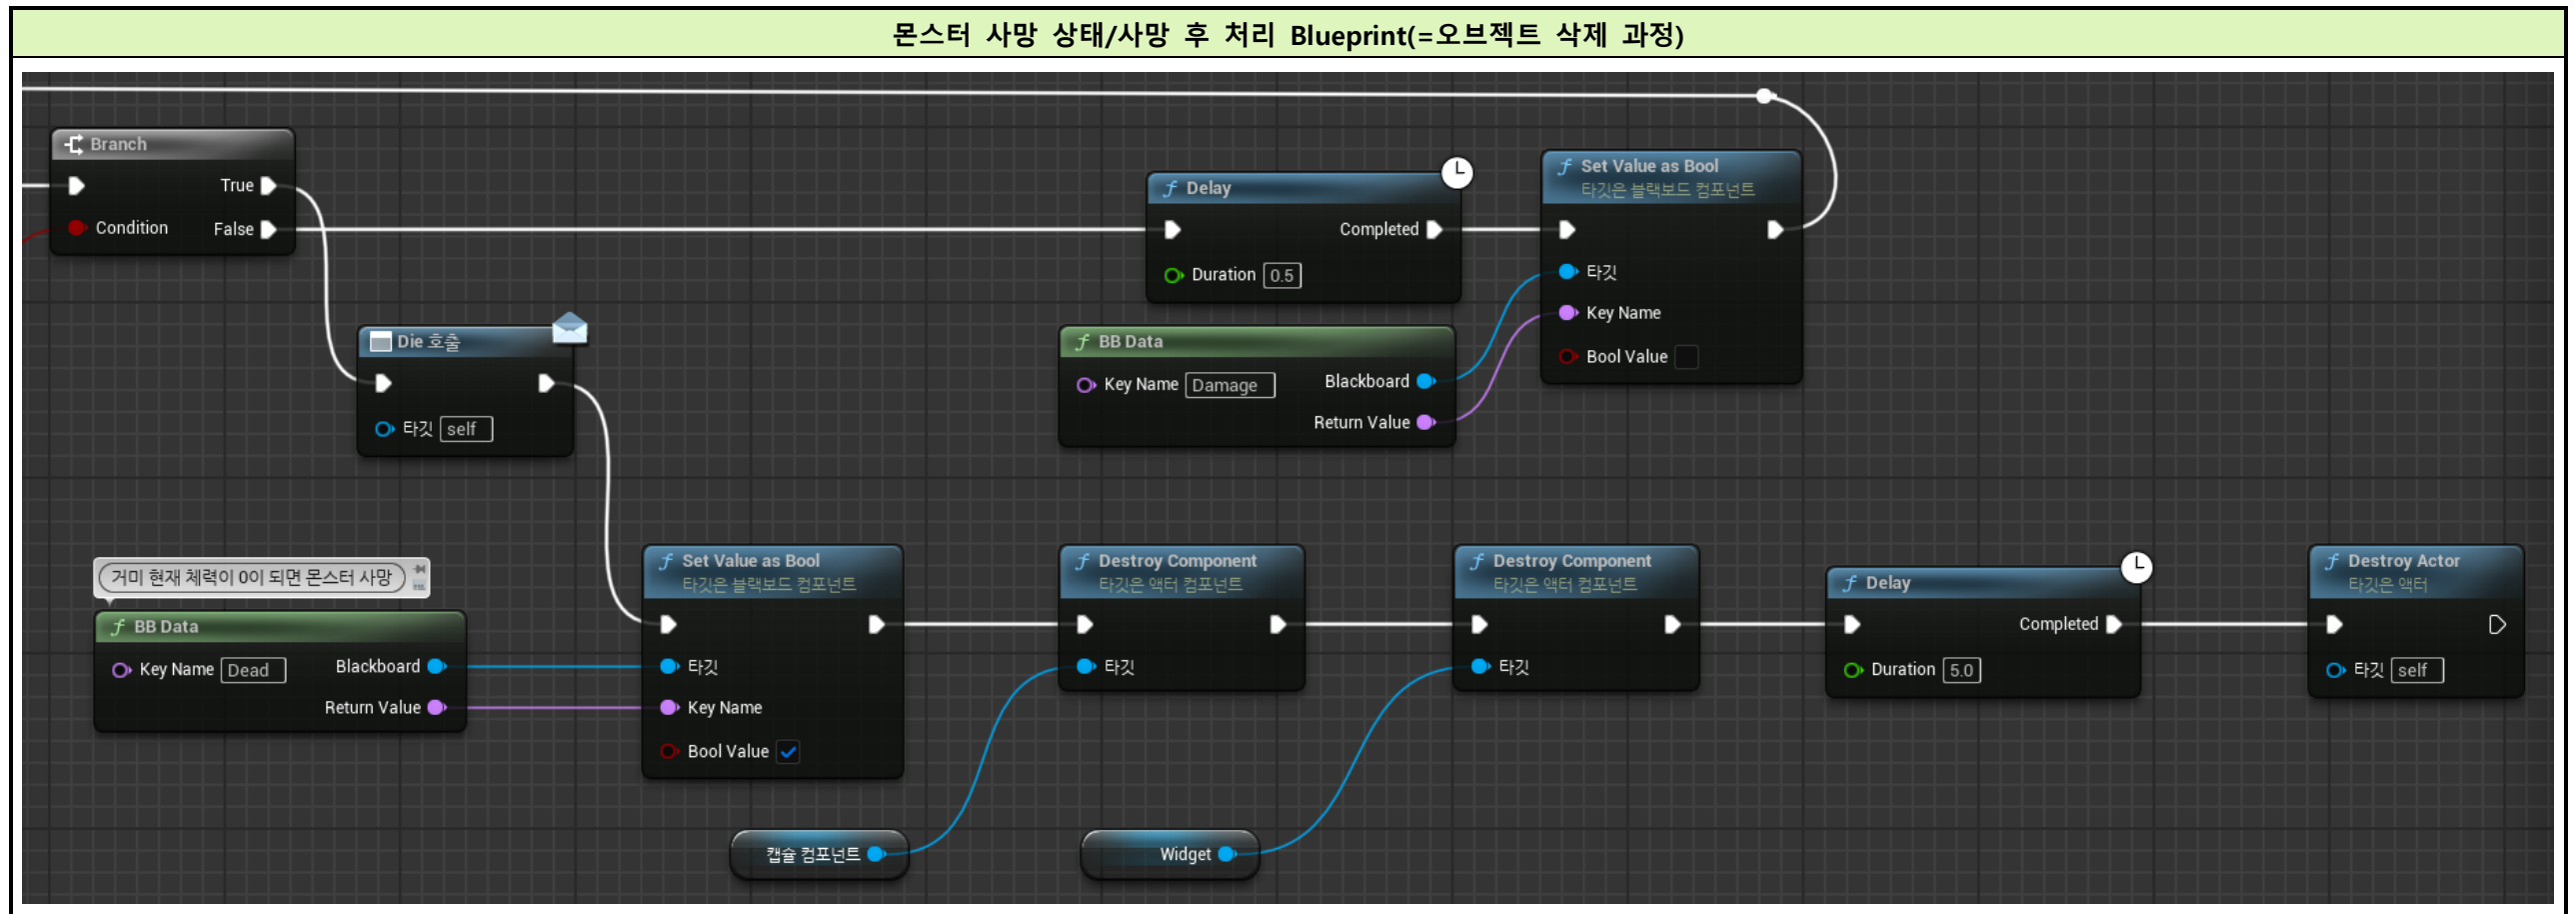 몬스터 사망 상태/사망 후 처리 Blueprint(=오브젝트 삭제 과정)
Branch
True
Condition
False
Delay
Completed
Duration 0.5
Set Value as Bool
타깃은 블랙보드 컴포넌트
타깃
Key Name
Bool Value
Die 호출
타깃 self
BB Data
Key Name Damage
Blackboard
Return Value
거미 현재 체력이 0이 되면 몬스터 사망
BB Data
Key Name Dead
Blackboard
Return Value
Set Value as Bool
타깃은 블랙보드 컴포넌트
타깃
Key Name
Bool Value
Destroy Component
타깃은 액터 컴포넌트
타깃
Destroy Component
타깃은 액터 컴포넌트
타깃
Delay
Completed
Duration 5.0
Destroy Actor
타깃은 액터
타깃 self
캡슐 컴포넌트
Widget